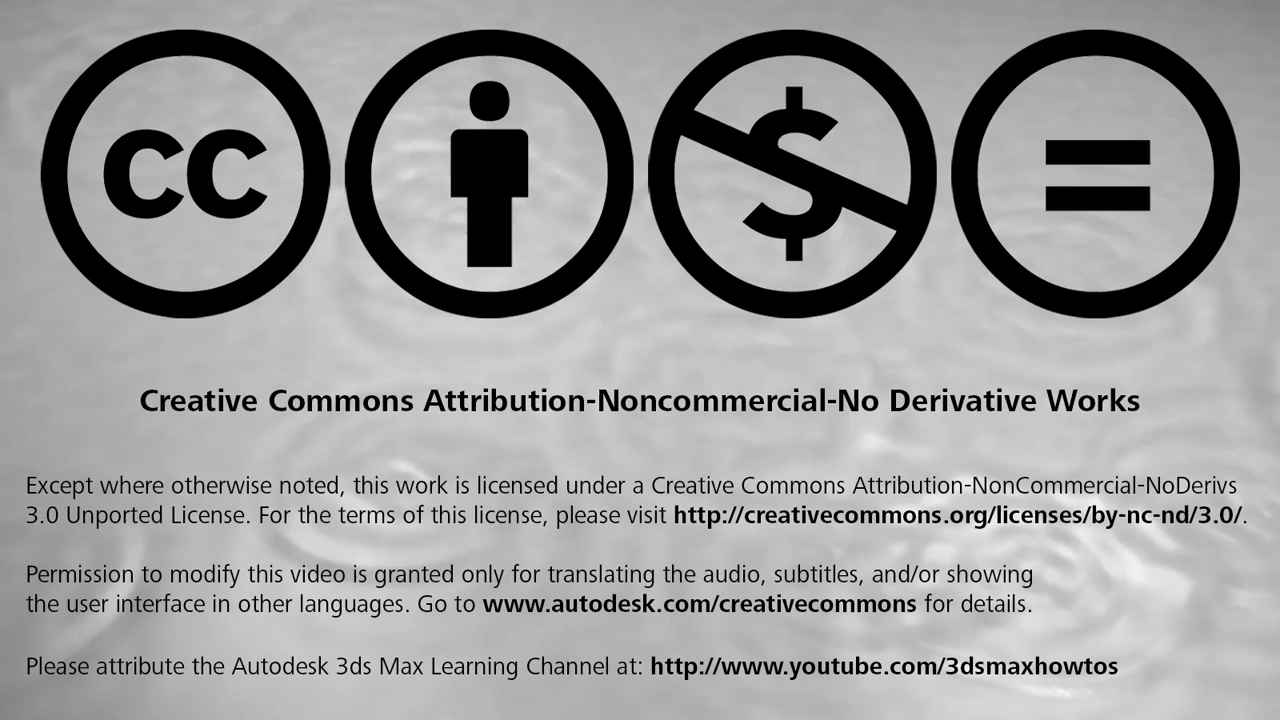 cc
$
=
Creative Commons Attribution-Noncommercial-No Derivative Works
Except where otherwise noted, this work is licensed under a Creative Commons Attribution-NonCommercial-NoDerivs
3.0 Unported License. For the terms of this license, please visit http://creativecommons.org/licenses/by-nc-nd/3.0/.
Permission to modify this video is granted only for translating the audio, subtitles, and/or showing
the user interface in other languages. Go to www.autodesk.com/creativecommons for details.
Please attribute the Autodesk 3ds Max Learning Channel at: http://www.youtube.com/3dsmaxhowtos